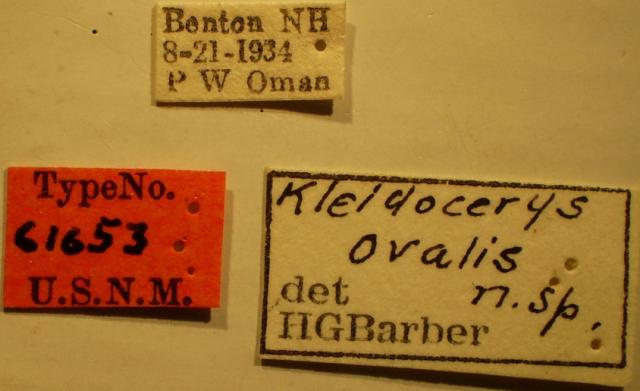 Benton NH
8-21-1934
P W Oman
TypeNo.
61653
U.S.N.M.
Kleidocerys
ovalis
n.sp.
det
HGBarber